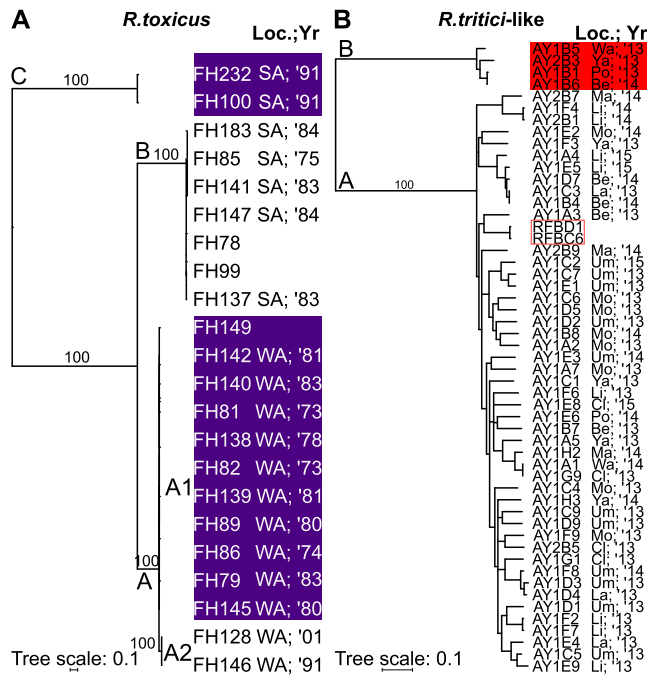 A R.toxicus
Loc.;Yr
C 100
FH232 SA; '91
FH100 SA; '91
B 100
FH183 SA; '84
FH85 SA; '75
FH141 SA; '83
FH147 SA; '84
FH78
FH99
FH137 SA; '83
100
FH149
FH142 WA; '81
FH140 WA; '83
FH81 WA; '73
FH138 WA; '78
FH82 WA; '73
A1
FH139 WA; '81
FH89 WA; '80
FH86 WA; '74
100
A
FH79 WA; '83
FH145 WA; '80
100 A2
FH128 WA; '01
FH146 WA; '91
Tree scale: 0.1
B R.tritici-like
Loc.; Yr
B
AY1B5 Wa; '13
AY2B3 Ya; '13
AY1B1 Po; '13
AY1B6 Be; '14
AY2B7 Ma; '14
AY1F4 Li; '14
AY2B1 Li; '14
AY1E2 Mo; '14
AY1F3 Ya; '13
AY1A4 Li; '15
AY1E5 Li; '15
A 100
AY1D7 Be; '14
AY1C3 La; '13
AY1B4 Be; '14
AY1A3 Be; '13
RFBD1
RFBC6
AY2B9 Ma; '14
AY1C2 Um; '15
AY1C7 Um; '13
AY1E1 Um; '13
AY1C6 Mo; '13
AY1D5 Mo; '13
AY1D2 Um; '13
AY1B8 Mo; '14
AY1A2 Mo; '13
AY1E3 Um; '14
AY1A7 Mo; '13
AY1C1 Ya; '13
AY1F6 Li; '13
AY1E8 Cl; '15
AY1E6 Po; '14
AY1B7 Be; '13
AY1A5 Ya; '13
AY1H2 Ma; '14
AY1A1 Wa; '14
AY1G9 Cl; '13
AY1C4 Mo; '13
AY1H3 Ya; '14
AY1C9 Um; '13
AY1D9 Um; '13
AY1F9 Mo; '13
AY2B5 Cl; '13
AY1G1 Cl; '13
AY1F8 Um; '14
AY1D3 Um; '13
AY1D4 La; '13
AY1D1 Um; '13
AY1F2 Li; '13
AY1F7 Li; '13
AY1E4 La; '13
AY1C5 Um; '13
AY1E9 Li; '13
Tree scale: 0.1